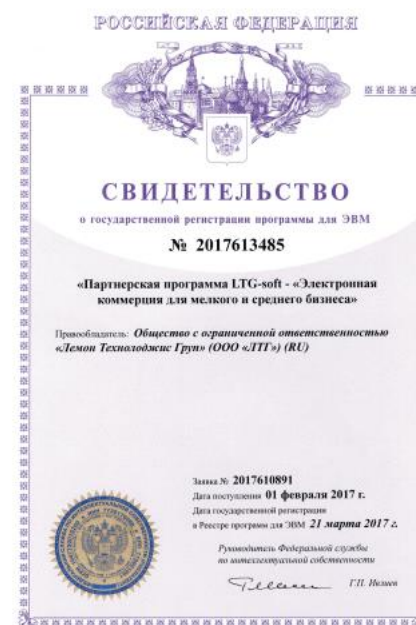 РОССИЙСКАЯ ФЕДЕРАЦИЯ
СВИДЕТЕЛЬСТВО
о государственной регистрации программы для ЭВМ
№ 2017613485
«Партнерская программа LTG-soft - «Электронная
коммерция для мелкого и среднего бизнеса»
Правообладатель: Общество с ограниченной ответственностью
«Лемон Технолоджис Груп» (ООО «ЛТГ») (RU)
Заявка № 2017610891
Дата поступления 01 февраля 2017 г.
Дата государственной регистрации
в Реестре программ для ЭВМ 21 марта 2017 г.
Руководитель Федеральной службы
по интеллектуальной собственности
Г.П. Ивлиев